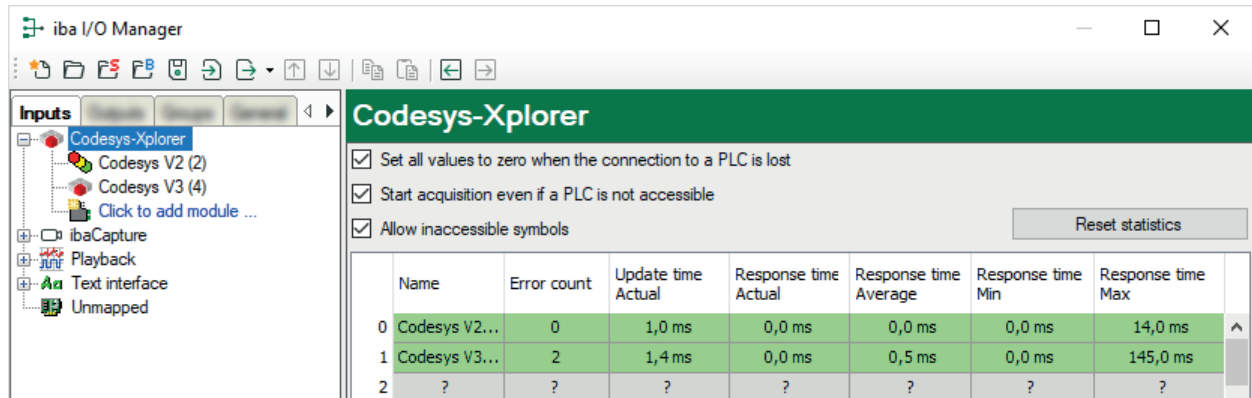 iba I/O Manager
Inputs
Codesys-Xplorer
Codesys V2 (2)
Codesys V3 (4)
Click to add module ...
ibaCapture
Playback
Text interface
Unmapped
Codesys-Xplorer
Set all values to zero when the connection to a PLC is lost
Start acquisition even if a PLC is not accessible
Allow inaccessible symbols
Reset statistics
Name Error count Update time Actual Response time Actual Response time Average Response time Min Response time Max
0 Codesys V2... 0 1,0 ms 0,0 ms 0,0 ms 0,0 ms 14,0 ms
1 Codesys V3... 2 1,4 ms 0,0 ms 0,5 ms 0,0 ms 145,0 ms
2 ? ? ? ? ? ? ?